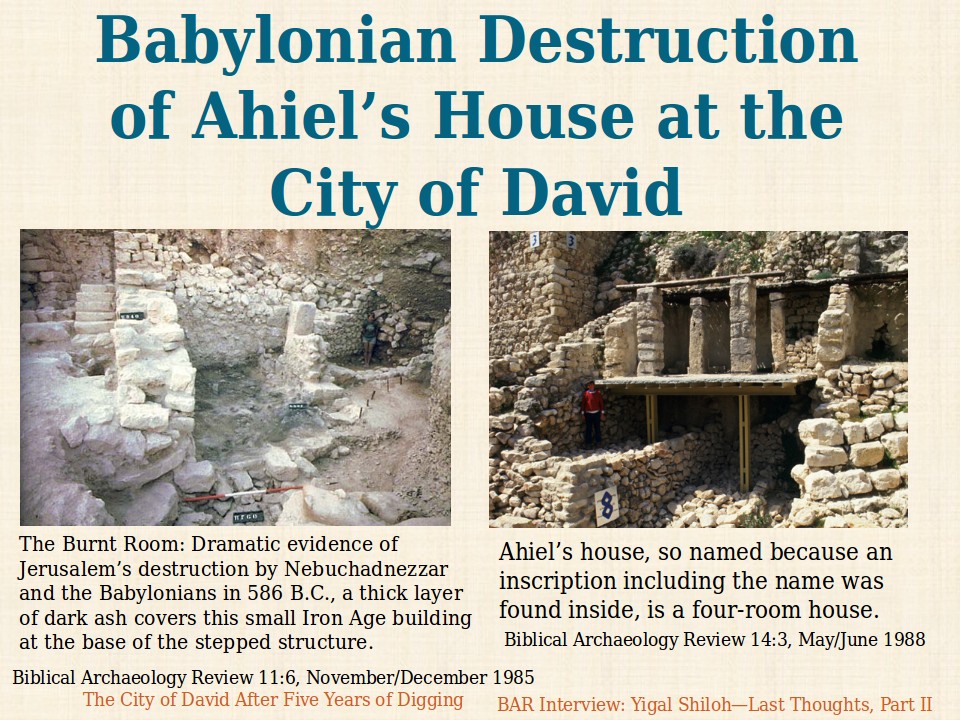 Babylonian Destruction
of Ahiel’s House at the
City of David
3
3
8
The Burnt Room: Dramatic evidence of
Jerusalem’s destruction by Nebuchadnezzar
and the Babylonians in 586 B.C., a thick layer
of dark ash covers this small Iron Age building
at the base of the stepped structure.
Biblical Archaeology Review 11:6, November/December 1985
The City of David After Five Years of Digging
Ahiel’s house, so named because an
inscription including the name was
found inside, is a four-room house.
Biblical Archaeology Review 14:3, May/June 1988
BAR Interview: Yigal Shiloh—Last Thoughts, Part II